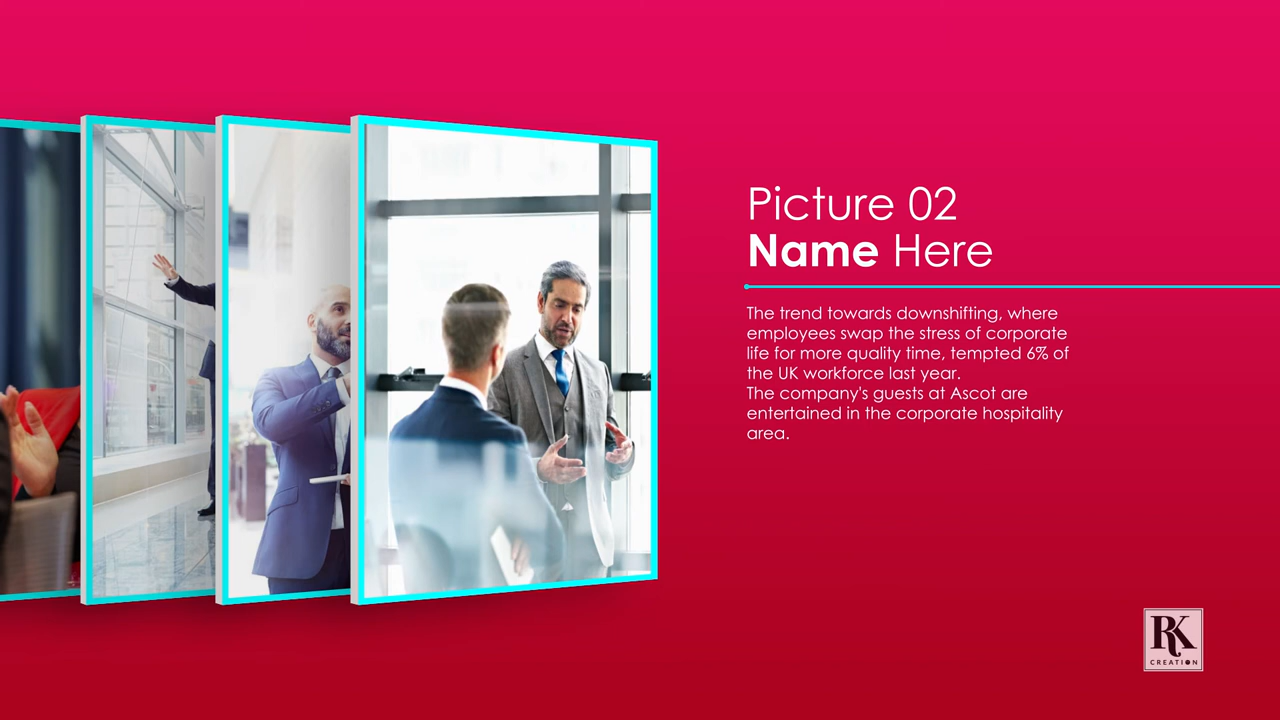 Picture 02
Name Here
The trend towards downshifting, where
employees swap the stress of corporate
life for more quality time, tempted 6% of
the UK workforce last year.
The company's guests at Ascot are
entertained in the corporate hospitality
area.
RK
CREATION